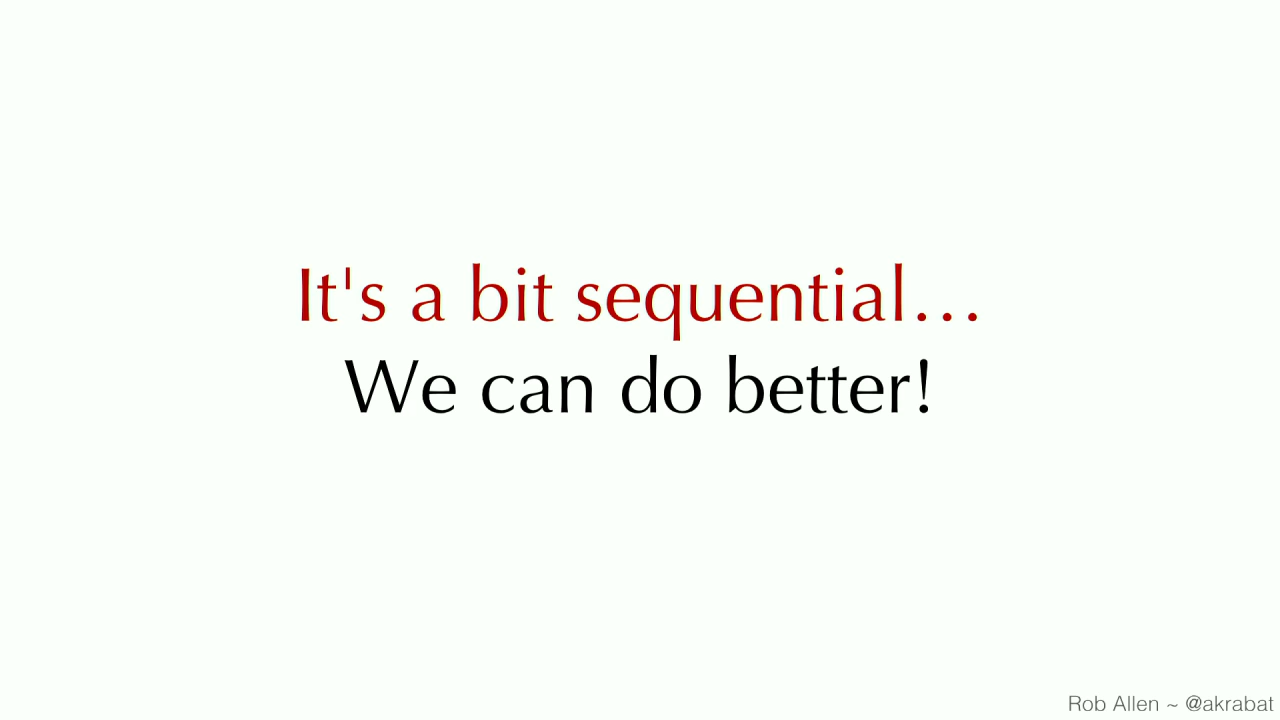 It's a bit sequential…
We can do better!
Rob Allen ~ @akrabat